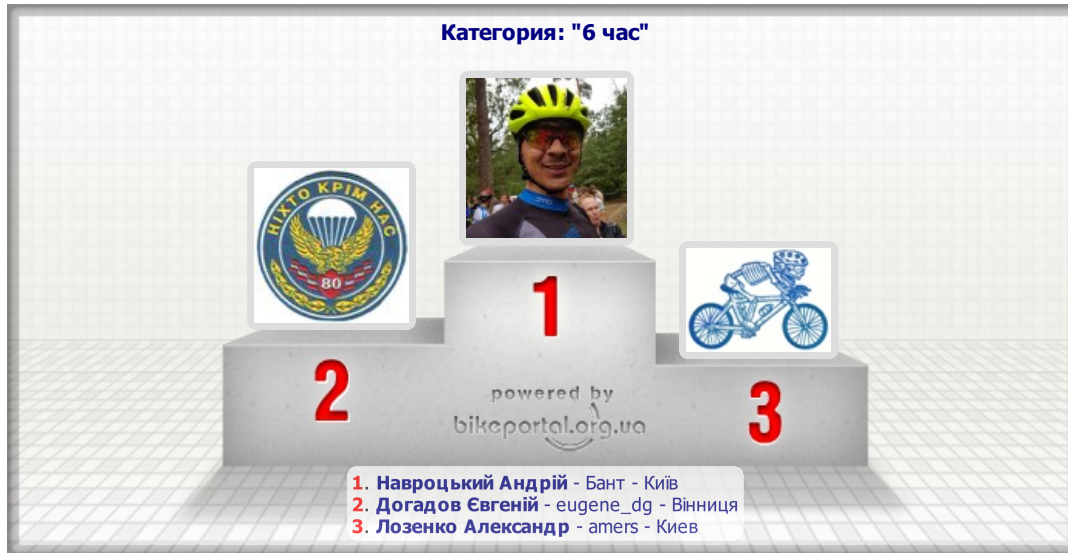 Категория: "6 час"
НІХТО КРІМ НАС
80
1
2
3
powered by
bikeportal.org.ua
1. Навроцький Андрій - Бант - Київ
2. Догадов Євгеній - eugene_dg - Вінниця
3. Лозенко Александр - amers - Киев